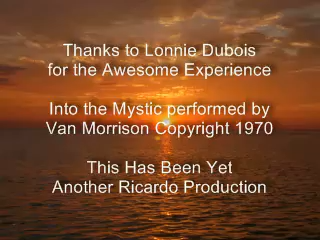 Thanks to Lonnie Dubois
for the Awesome Experience
Into the Mystic performed by
Van Morrison Copyright 1970
This Has Been Yet
Another Ricardo Production